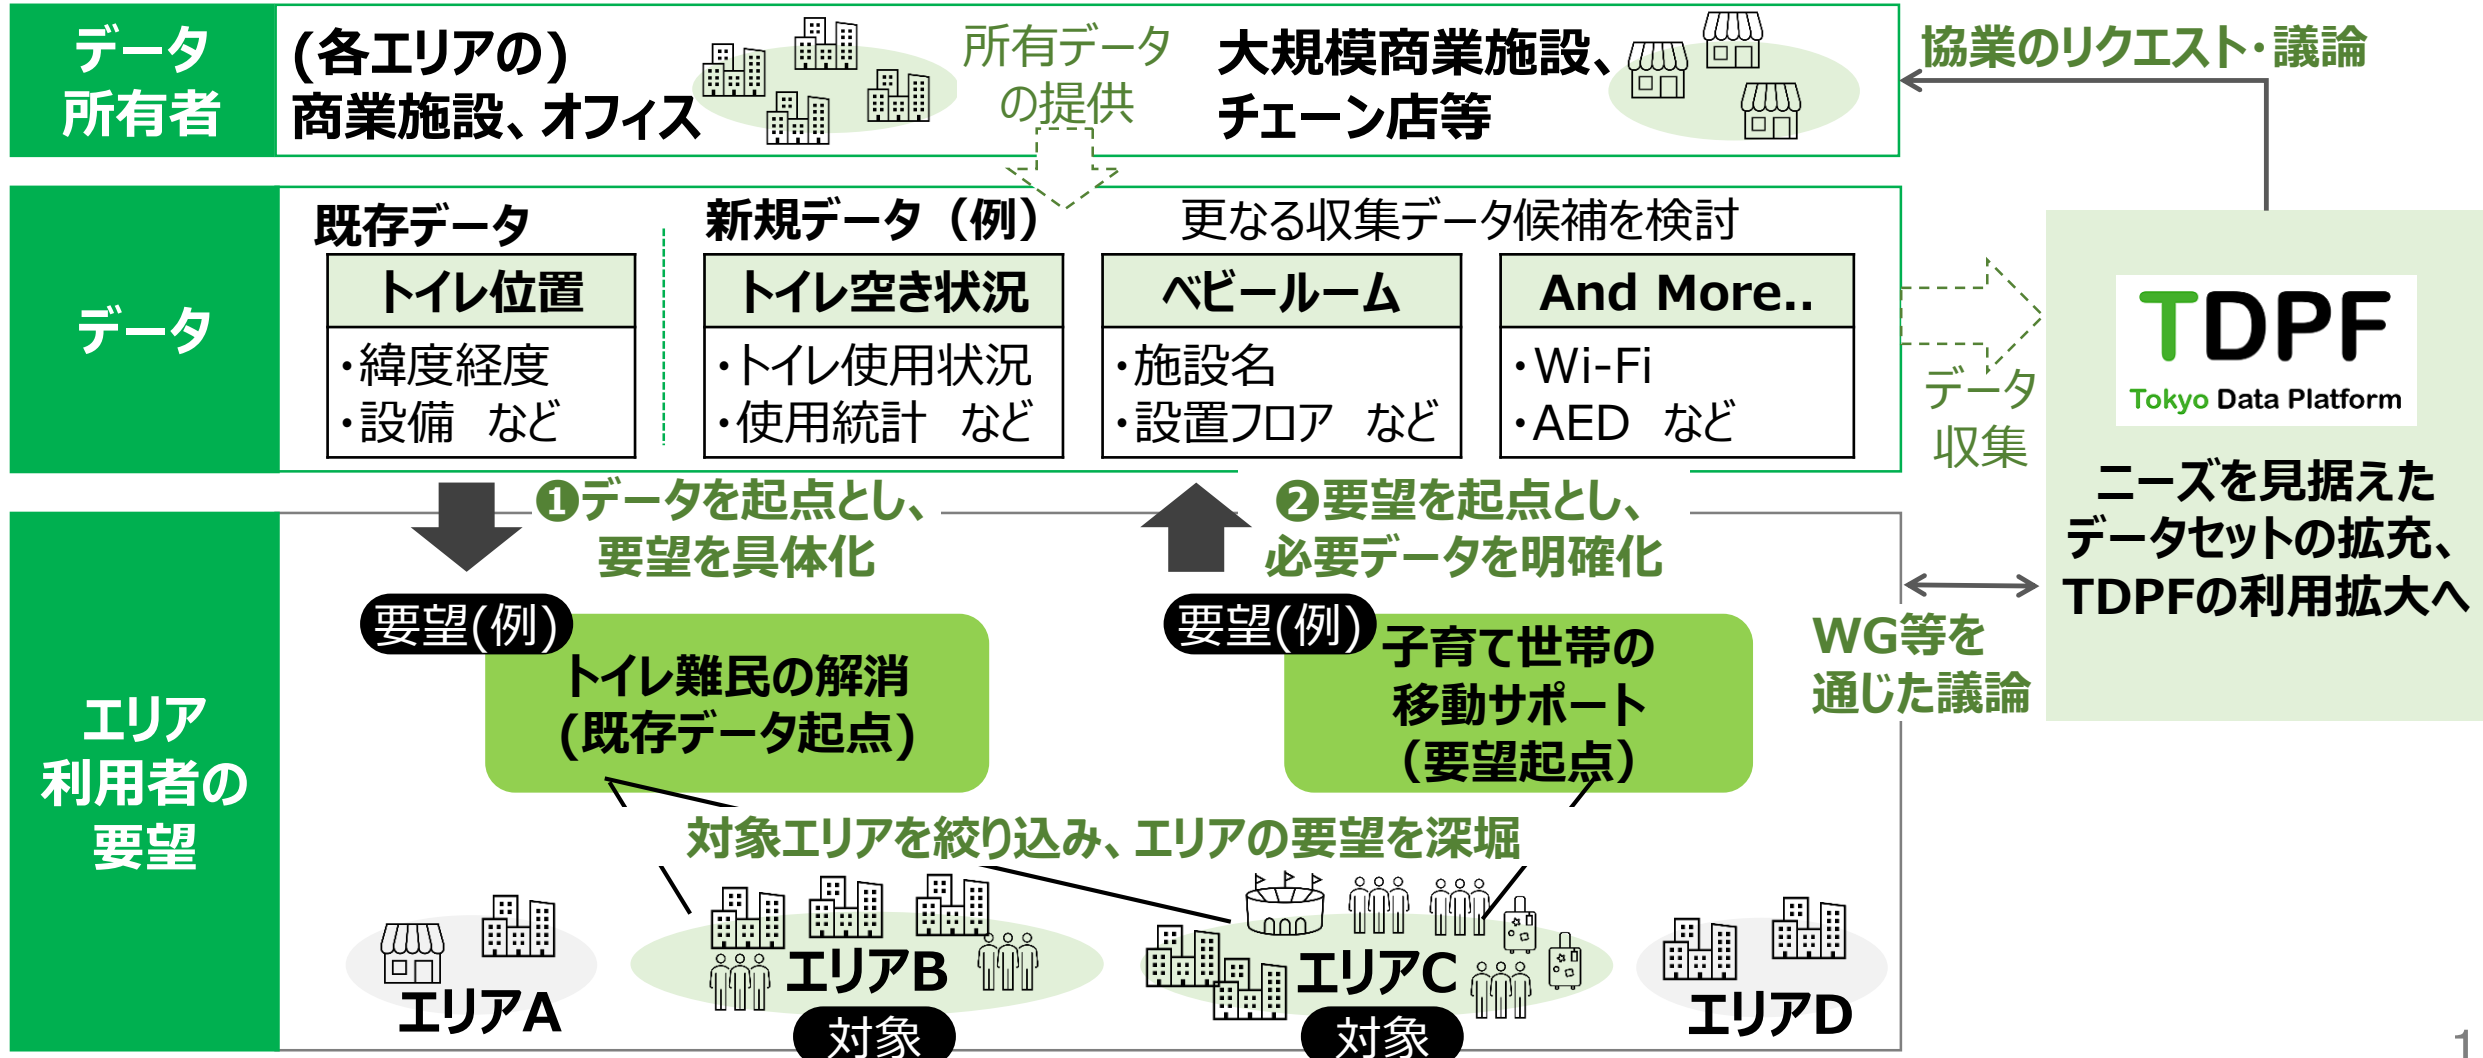 データ
所有者
(各エリアの)
商業施設、オフィス
所有データ
の提供
大規模商業施設、
チェーン店等
協業のリクエスト・議論
データ
既存データ
新規データ（例）
更なる収集データ候補を検討
トイレ位置
・緯度経度
・設備　など
トイレ空き状況
・トイレ使用状況
・使用統計　など
ベビールーム
・施設名
・設置フロア　など
And More..
・Wi-Fi
・AED　など
データ
収集
TDPF
Tokyo Data Platform
ニーズを見据えた
データセットの拡充、
TDPFの利用拡大へ
❶データを起点とし、
要望を具体化
❷要望を起点とし、
必要データを明確化
エリア
利用者の
要望
要望(例)
トイレ難民の解消
(既存データ起点)
要望(例)
子育て世帯の
移動サポート
（要望起点）
WG等を
通じた議論
対象エリアを絞り込み、エリアの要望を深堀
エリアA
エリアB
対象
エリアC
対象
エリアD
1